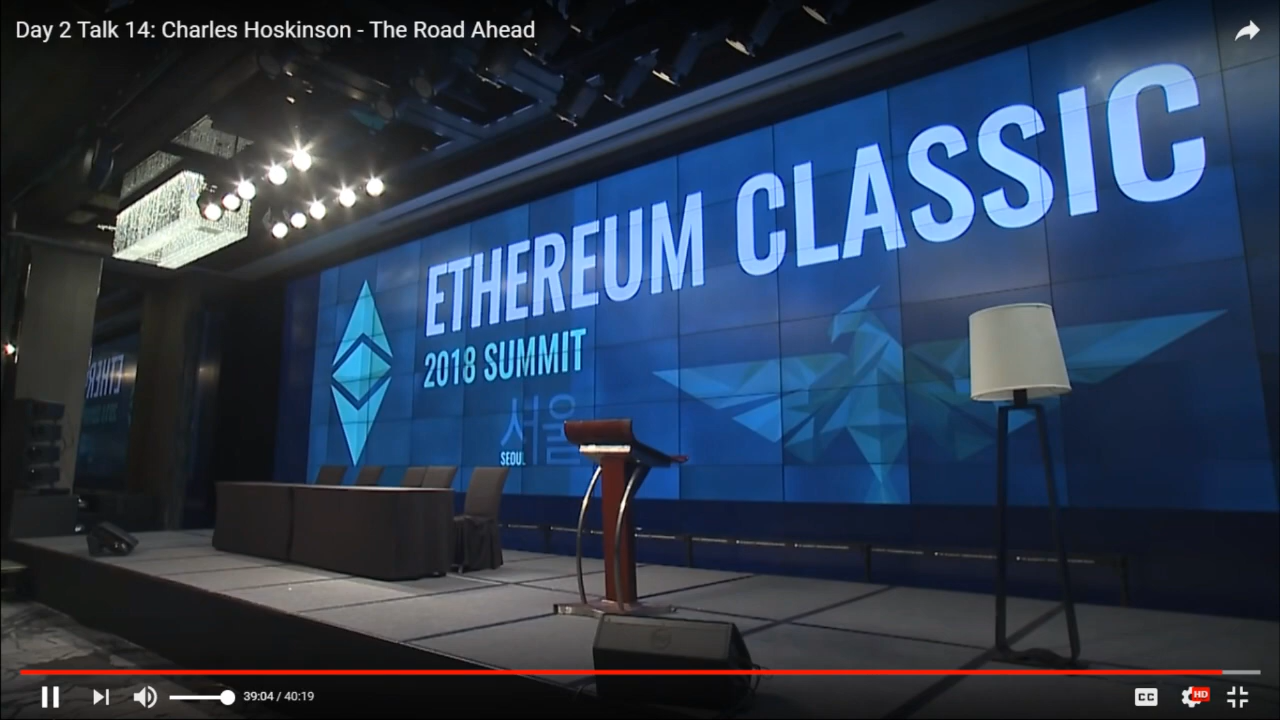 Day 2 Talk 14: Charles Hoskinson - The Road Ahead
ETHEREUM CLASSIC
2018 SUMMIT
서울
SEOUL
39:04 / 40:19
CC
HD